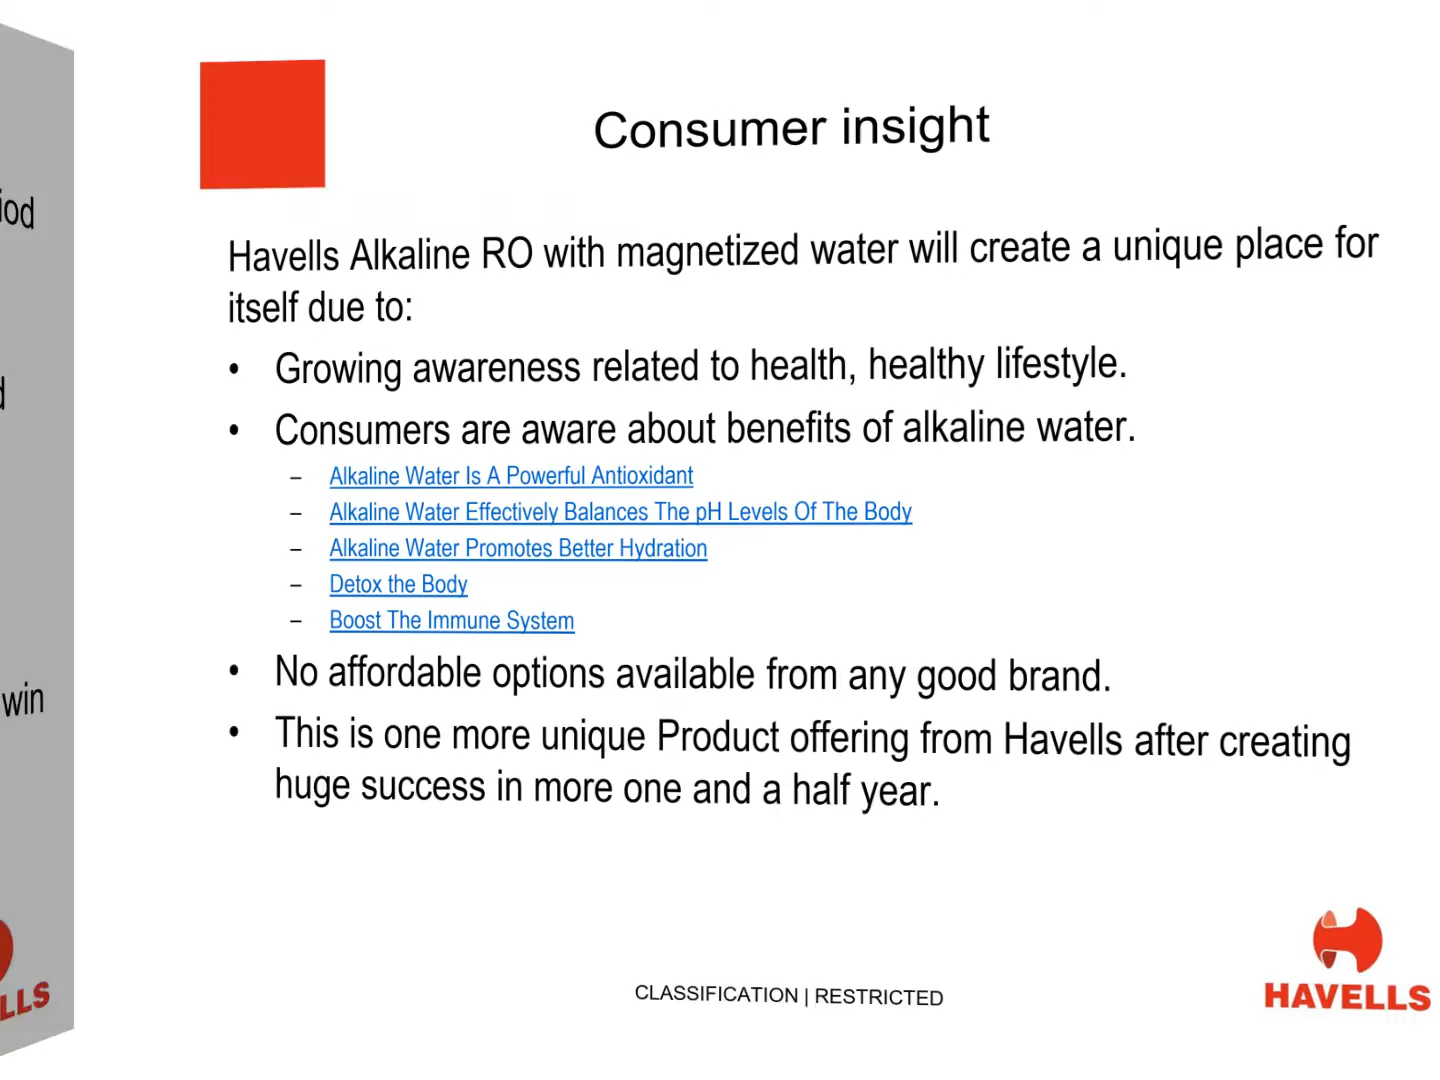 Consumer insight
Havells Alkaline RO with magnetized water will create a unique place for
itself due to:
• Growing awareness related to health, healthy lifestyle.
• Consumers are aware about benefits of alkaline water.
– Alkaline Water Is A Powerful Antioxidant
– Alkaline Water Effectively Balances The pH Levels Of The Body
– Alkaline Water Promotes Better Hydration
– Detox the Body
– Boost The Immune System
• No affordable options available from any good brand.
• This is one more unique Product offering from Havells after creating
huge success in more one and a half year.
win
CLASSIFICATION | RESTRICTED
HAVELLS